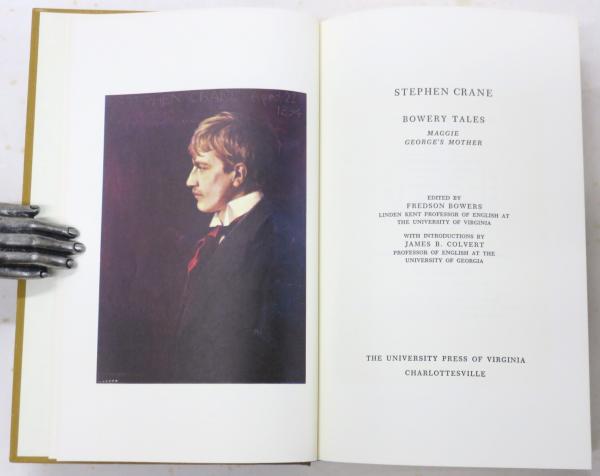 STEPHEN CRANE
BOWERY TALES
MAGGIE
GEORGE'S MOTHER
EDITED BY
FREDSON BOWERS
LINDEN KENT PROFESSOR OF ENGLISH AT
THE UNIVERSITY OF VIRGINIA
WITH INTRODUCTIONS BY
JAMES B. COLVERT
PROFESSOR OF ENGLISH AT THE
UNIVERSITY OF GEORGIA
THE UNIVERSITY PRESS OF VIRGINIA
CHARLOTTESVILLE